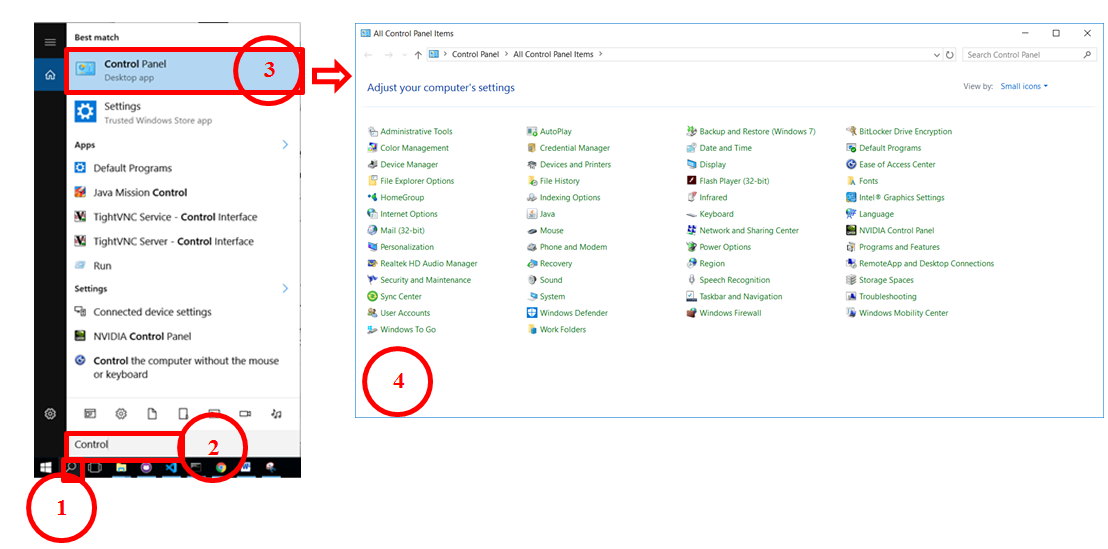 Best match
Control Panel
Desktop app
3
Settings
Trusted Windows Store app
Apps
Default Programs
Java Mission Control
TightVNC Service - Control Interface
TightVNC Server - Control Interface
Run
Settings
Connected device settings
NVIDIA Control Panel
Control the computer without the mouse
or keyboard
Control
2
1
All Control Panel Items
Control Panel > All Control Panel Items >
Search Control Panel
Adjust your computer's settings
View by: Small icons
Administrative Tools AutoPlay Backup and Restore (Windows 7) BitLocker Drive Encryption
Color Management Credential Manager Date and Time Default Programs
Device Manager Devices and Printers Display Ease of Access Center
File Explorer Options File History Flash Player (32-bit) Fonts
HomeGroup Indexing Options Infrared Intel® Graphics Settings
Internet Options Java Keyboard Language
Mail (32-bit) Mouse Network and Sharing Center NVIDIA Control Panel
Personalization Phone and Modem Power Options Programs and Features
Realtek HD Audio Manager Recovery Region RemoteApp and Desktop Connections
Security and Maintenance Sound Speech Recognition Storage Spaces
Sync Center System Taskbar and Navigation Troubleshooting
User Accounts Windows Defender Windows Firewall Windows Mobility Center
Windows To Go Work Folders
4